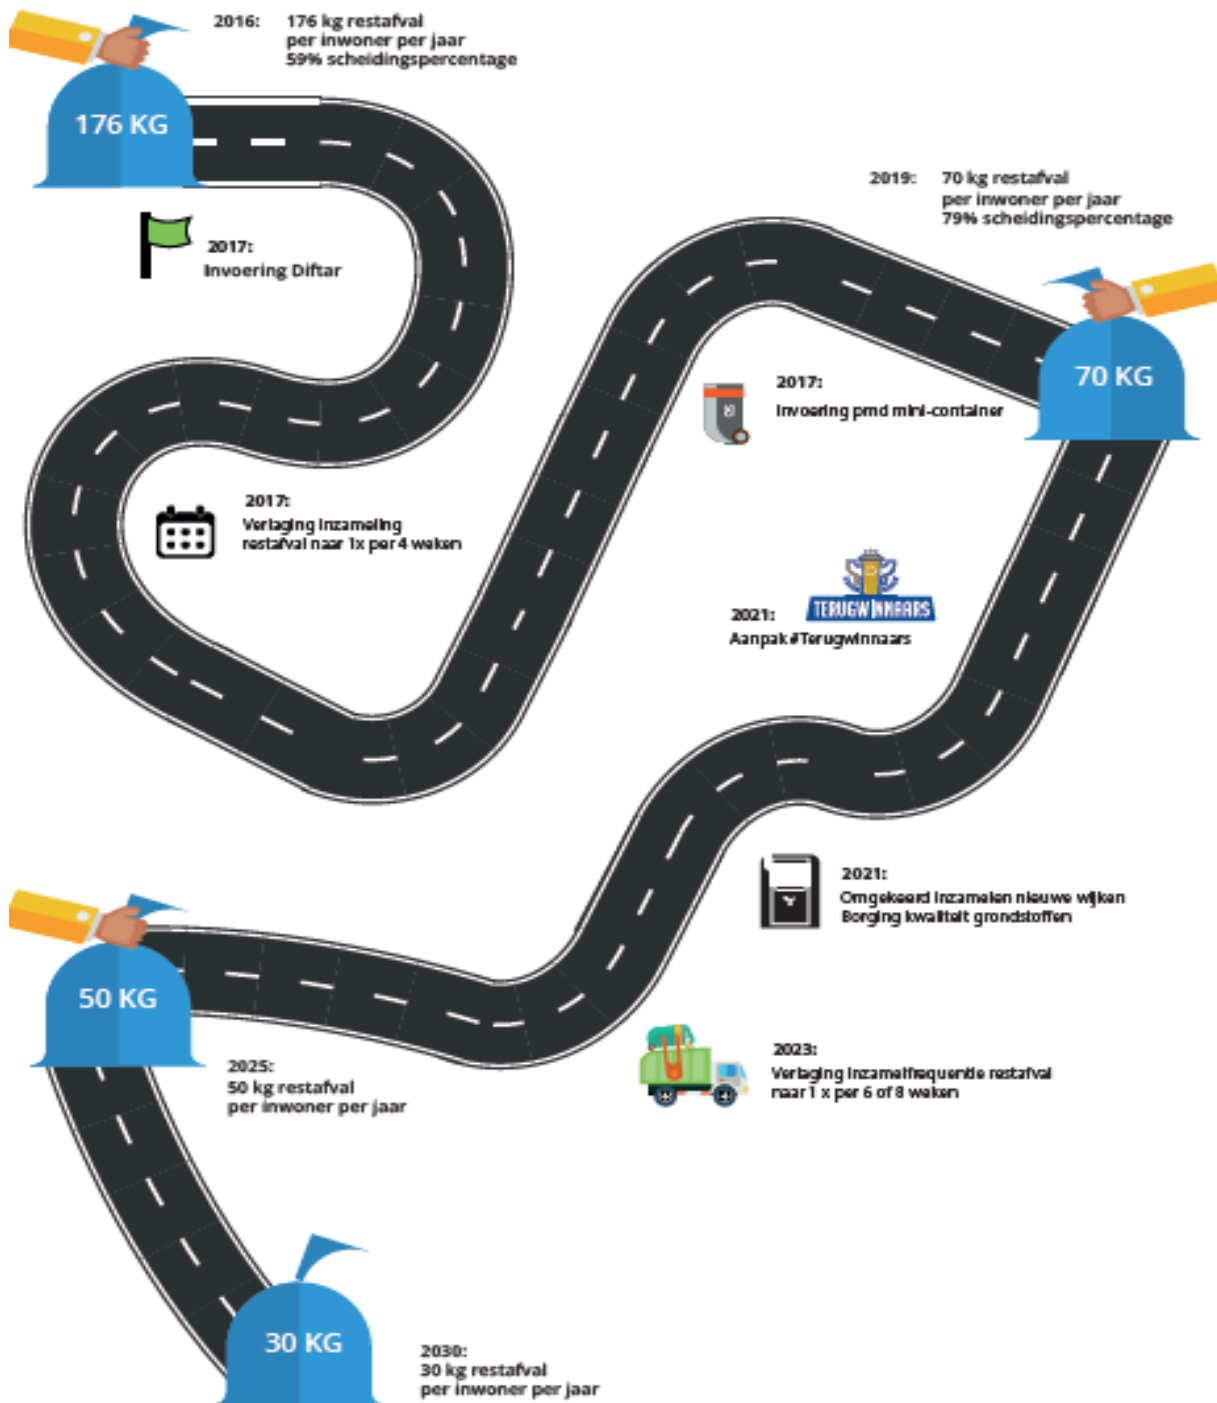 2016: 176 kg restafval
per inwoner per jaar
59% scheidingspercentage
176 KG
2017:
Invoering Diftar
2019: 70 kg restafval
per inwoner per jaar
79% scheidingspercentage
70 KG
2017:
Invoering pmd mini-container
2017:
Verlaging inzameling
restafval naar 1x per 4 weken
TERUGWINNAARS
2021:
Aanpak #Terugwinnaars
2021:
Omgekeerd inzamelen nieuwe wijken
Borging kwaliteit grondstoffen
50 KG
2025:
50 kg restafval
per inwoner per jaar
2023:
Verlaging inzamelfrequentie restafval
naar 1 x per 6 of 8 weken
30 KG
2030:
30 kg restafval
per inwoner per jaar